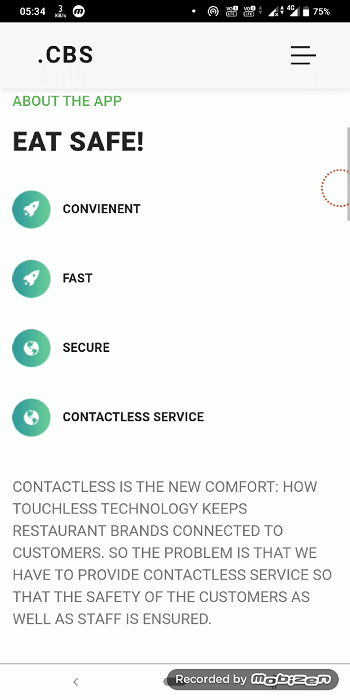 05:34 3 KB/s 4G 75%
.CBS
ABOUT THE APP
EAT SAFE!
CONVIENENT
FAST
SECURE
CONTACTLESS SERVICE
CONTACTLESS IS THE NEW COMFORT: HOW
TOUCHLESS TECHNOLOGY KEEPS
RESTAURANT BRANDS CONNECTED TO
CUSTOMERS. SO THE PROBLEM IS THAT WE
HAVE TO PROVIDE CONTACTLESS SERVICE SO
THAT THE SAFETY OF THE CUSTOMERS AS
WELL AS STAFF IS ENSURED.
Recorded by Mobizen